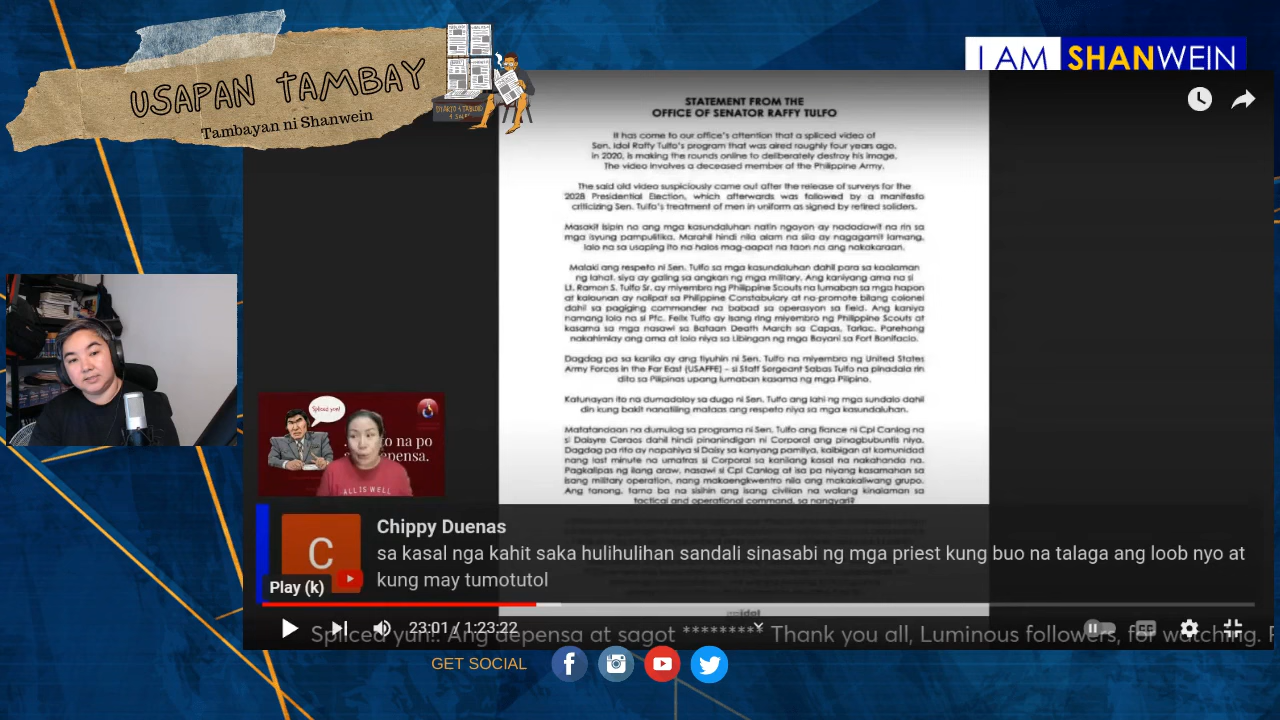 USAPAN TAMBAY
Tambayan ni Shanwein
I AM SHANWEIN
STATEMENT FROM THE
OFFICE OF SENATOR RAFFY TULFO
It has come to our office's attention that a spliced video of
Sen. Idol Raffy Tulfo's program that was aired roughly four years ago,
in 2020, is making the rounds online to deliberately destroy his image.
The video involves a deceased member of the Philippine Army.
The said old video suspiciously came out after the release of surveys for the
2028 Presidential Election, which afterwards was followed by a manifesto
criticizing Sen. Tulfo's treatment of men in uniform as signed by retired soliders.
Masakit isipin na ang mga kasundaluhan natin ngayon ay nadadawit na rin sa
mga isyung pampulitika. Marahil hindi nila alam na sila ay nagagamit lamang,
lalo na sa usaping ito na halos mag-aapat na taon na ang nakakaraan.
Malaki ang respeto ni Sen. Tulfo sa mga kasundaluhan dahil para sa kaalaman
ng lahat, siya ay galing sa angkan ng mga military. Ang kaniyang ama na si
Lt. Ramon S. Tulfo Sr. ay miyembro ng Philippine Scouts na lumaban sa mga hapon
at kalaunan ay nalipat sa Philippine Constabulary at na-promote bilang colonel
dahil sa pagiging commander na babad sa operasyon sa field. Ang kaniya
namang lolo na si Pfc. Felix Tulfo ay isang ring miyembro ng Philippine Scouts at
kasama sa mga nasawi sa Bataan Death March sa Capas, Tarlac. Parehong
nakahimlay ang ama at lolo niya sa Libingan ng mga Bayani sa Fort Bonifacio.
Dagdag pa sa kanila ay ang tiyuhin ni Sen. Tulfo na miyembro ng United States
Army Forces in the Far East (USAFFE) – si Staff Sergeant Sabas Tulfo na pinadala rin
dito sa Pilipinas upang lumaban kasama ng mga Pilipino.
Katunayan ito na dumadaloy sa dugo ni Sen. Tulfo ang lahi ng mga sundalo dahil
din kung bakit nanatiling mataas ang respeto niya sa mga kasundaluhan.
Matatandaan na dumulog sa programa ni Sen. Tulfo ang fiance ni Cpl Canlog na
si Daisyre Ceraos dahil hindi pinanindigan ni Corporal ang pinagbubuntis niya.
Dagdag pa rito ay napahiya si Daisy sa kanyang pamilya, kaibigan at komunidad
nang last minute na umatras si Corporal sa kanilang kasal na nakahanda na.
Pagkalipas ng ilang araw, nasawi si Cpl Canlog at isa pa niyang kasamahan sa
isang military operation, nang makaengkwentro nila ang makakaliwang grupo.
Ang tanong, tama ba na sisihin ang isang civilian na walang kinalaman sa
tactical and operational command, sa nangyari?
Spliced yun!
to na po
depensa.
ALL IS WELL
C
Chippy Duenas
sa kasal nga kahit saka hulihulihan sandali sinasabi ng mga priest kung buo na talaga ang loob nyo at
kung may tumotutol
Play (k)
idol
23:01 / 1:23:22
CC
Spliced yun!. Ang depensa at sagot ********* Thank you all, Luminous followers, for watching.
GET SOCIAL